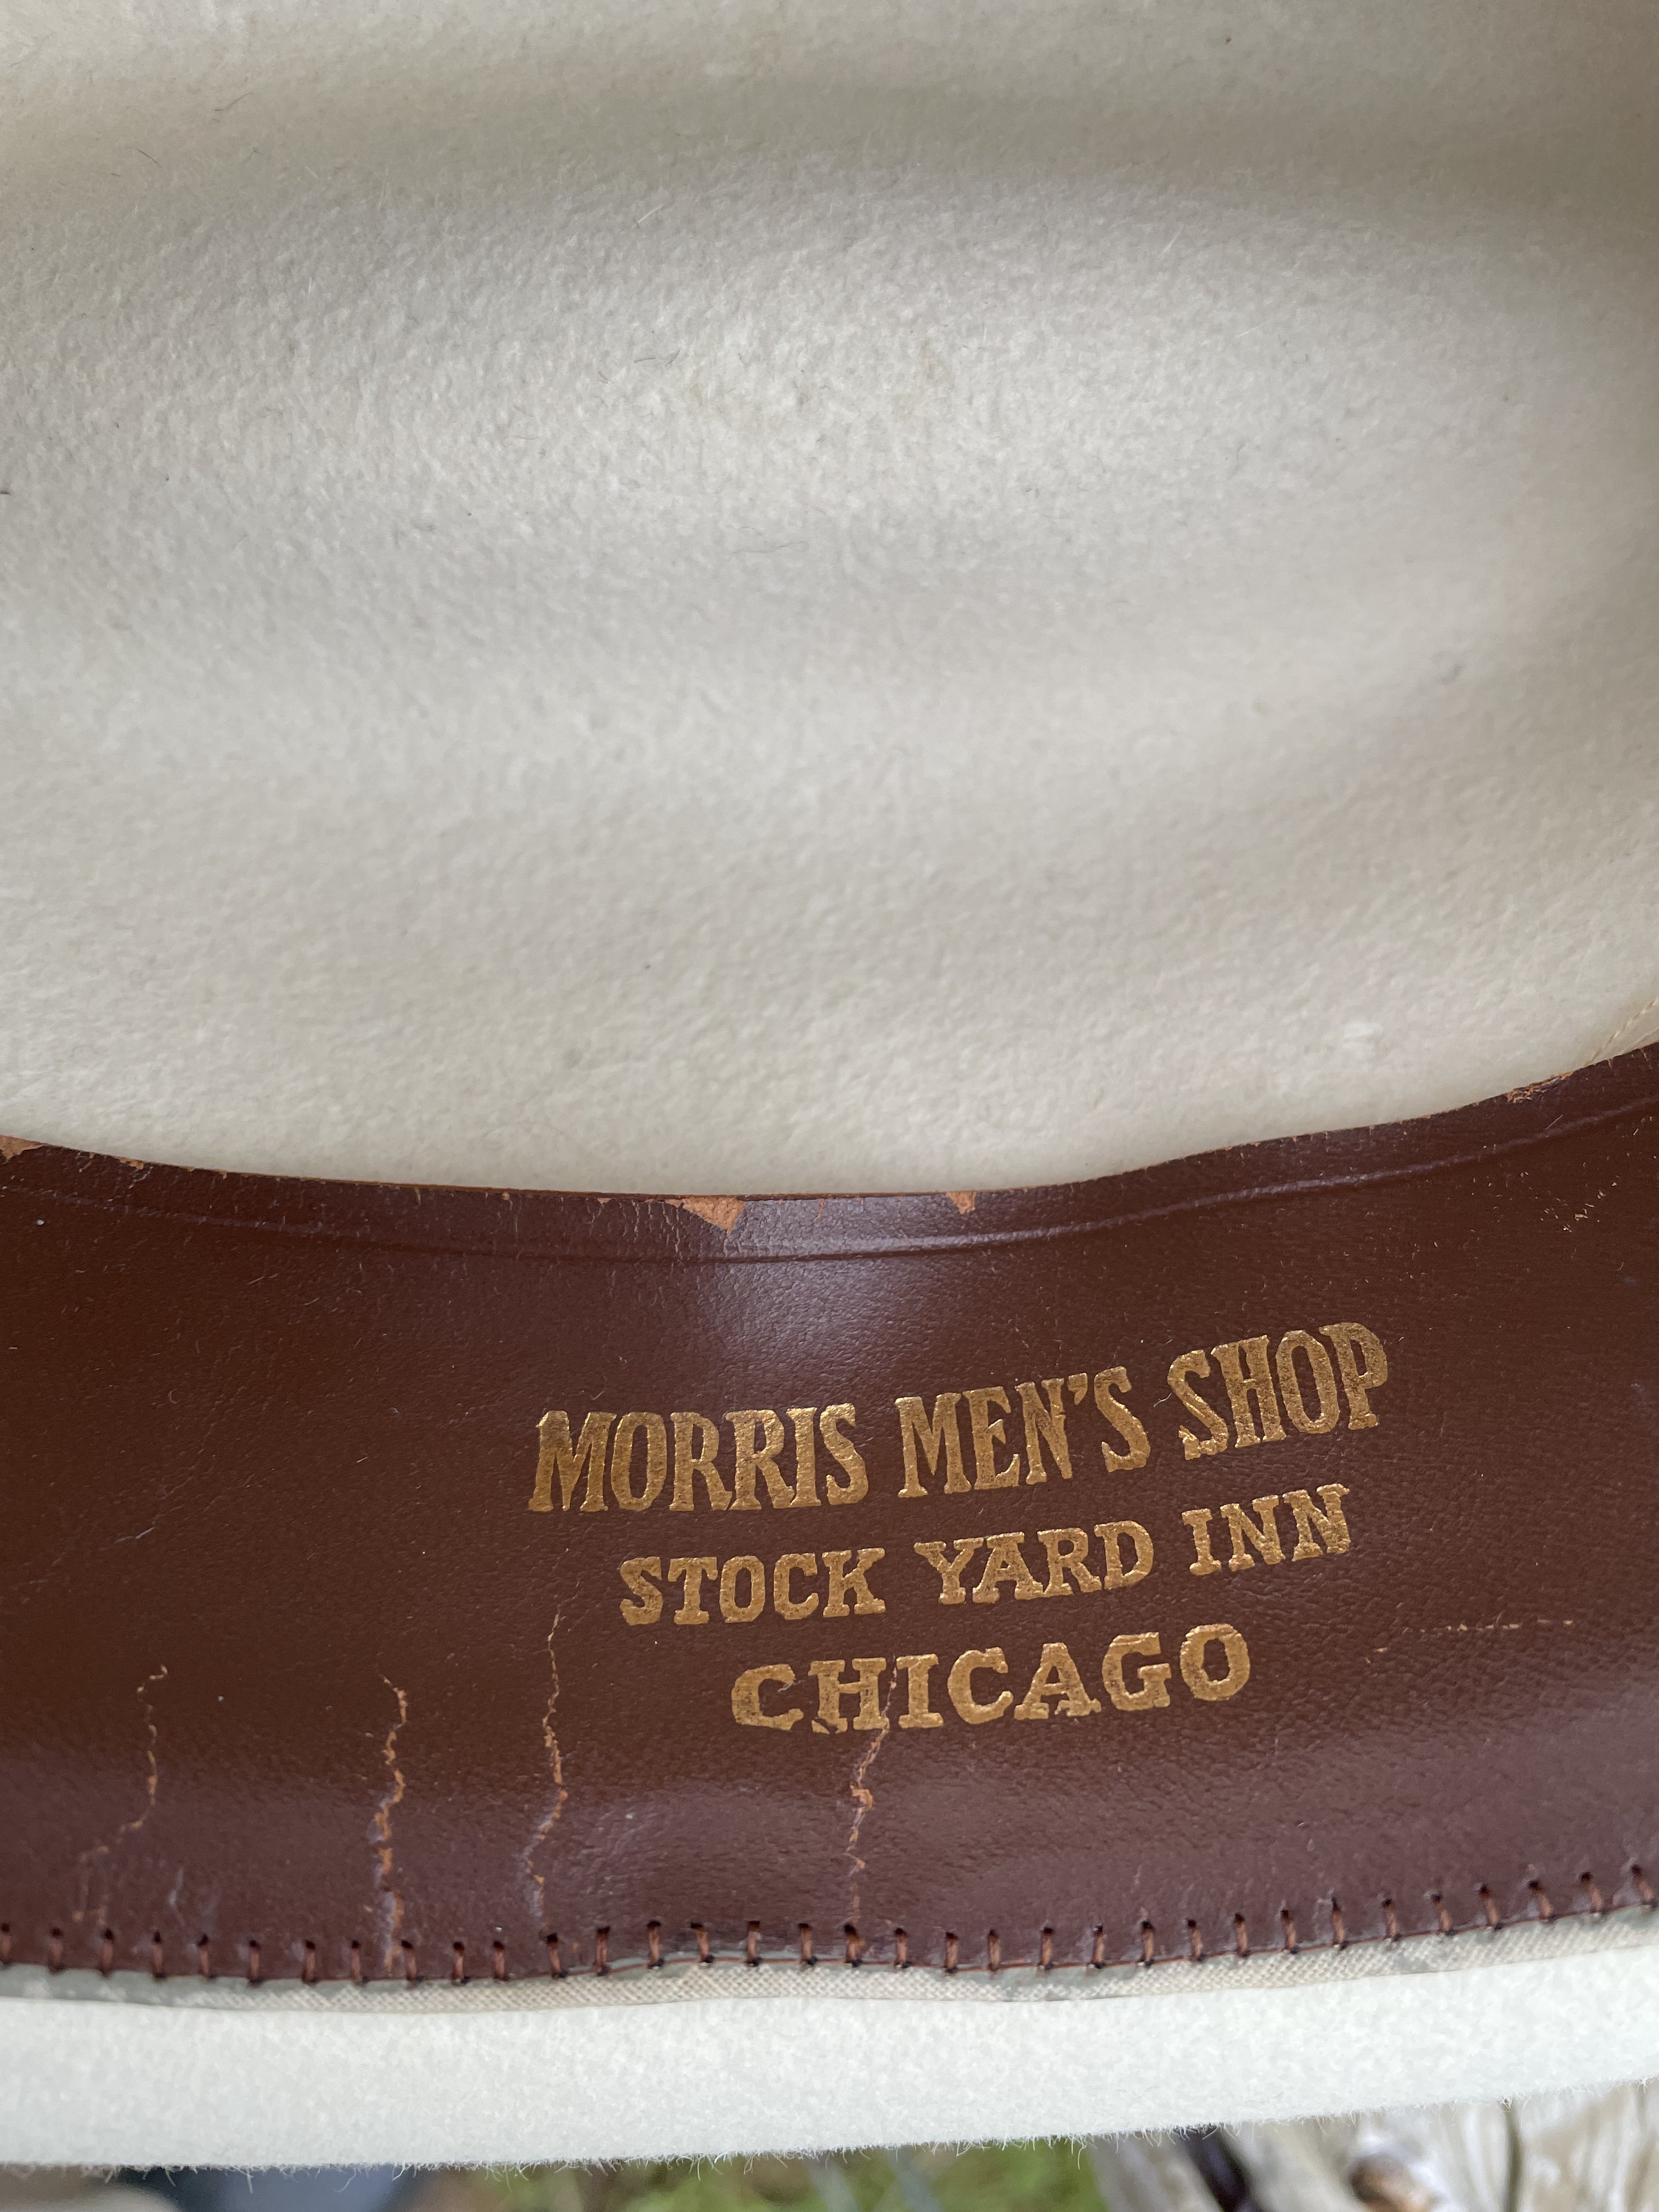 MORRIS MEN'S SHOP
STOCK YARD INN
CHICAGO